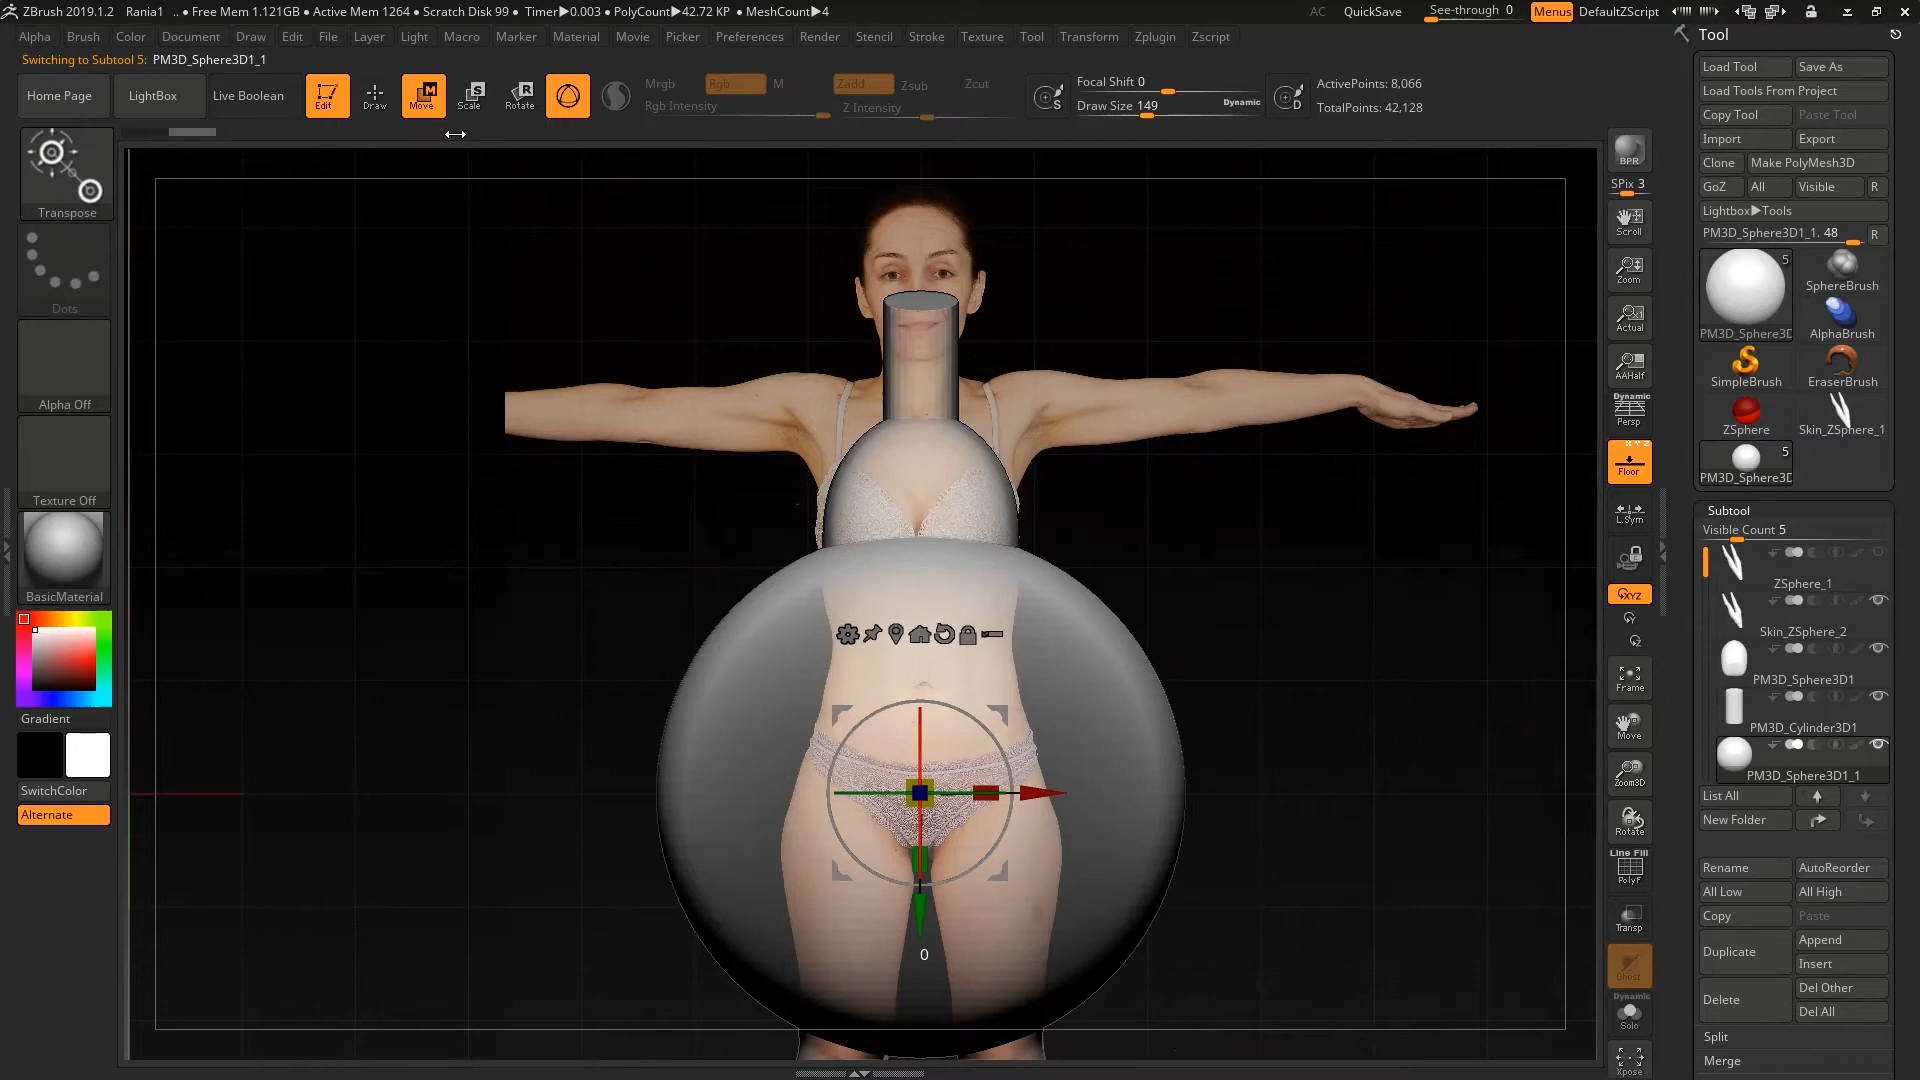 ZBrush 2019.1.2 Rania1 .. • Free Mem 1.121GB • Active Mem 1264 • Scratch Disk 99 • Timer▶0.003 • PolyCount▶42.72 KP • MeshCount▶4 AC QuickSave See-through 0 Menus DefaultZScript
Alpha Brush Color Document Draw Edit File Layer Light Macro Marker Material Movie Picker Preferences Render Stencil Stroke Texture Tool Transform Zplugin Zscript
Tool
Switching to Subtool 5: PM3D_Sphere3D1_1
Home Page LightBox Live Boolean Edit Draw Move Scale Rotate
Mrgb Rgb M Zadd Zsub Zcut
Rgb Intensity Z Intensity
Focal Shift 0
Draw Size 149 Dynamic
ActivePoints: 8,066
TotalPoints: 42,128
Transpose
Dots
Alpha Off
Texture Off
BasicMaterial
Gradient
SwitchColor
Alternate
0
BPR
SPix 3
Scroll
Zoom
Actual
AAHalf
Dynamic
Persp
X Y Z
Floor
L.Sym
XYZ
Frame
Move
Zoom3D
Rotate
Line Fill
PolyF
Transp
Ghost
Dynamic
Solo
Xpose
Load Tool Save As
Load Tools From Project
Copy Tool Paste Tool
Import Export
Clone Make PolyMesh3D
GoZ All Visible R
Lightbox▶Tools
PM3D_Sphere3D1_1. 48 R
5
SphereBrush
PM3D_Sphere3D AlphaBrush
SimpleBrush EraserBrush
ZSphere Skin_ZSphere_1
5
PM3D_Sphere3D
Subtool
Visible Count 5
ZSphere_1
Skin_ZSphere_2
PM3D_Sphere3D1
PM3D_Cylinder3D1
PM3D_Sphere3D1_1
List All
New Folder
Rename AutoReorder
All Low All High
Copy Paste
Duplicate Append
Insert
Delete Del Other
Del All
Split
Merge